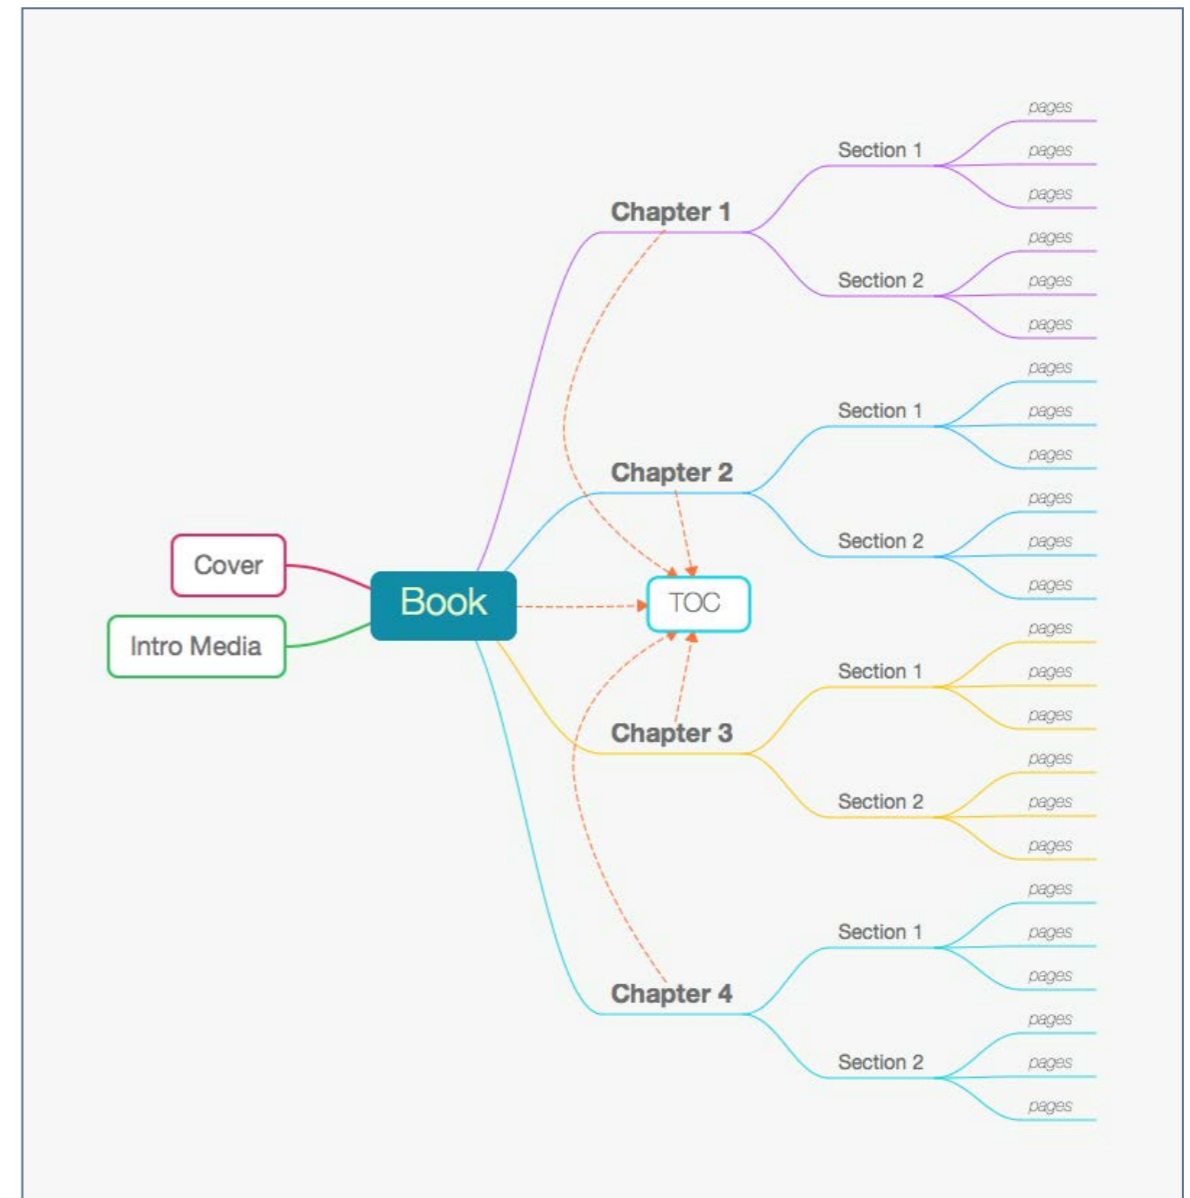 Cover
Intro Media
Book
TOC
Chapter 1
Section 1
pages
pages
pages
Section 2
pages
pages
pages
Chapter 2
Section 1
pages
pages
pages
Section 2
pages
pages
pages
Chapter 3
Section 1
pages
pages
pages
Section 2
pages
pages
pages
Chapter 4
Section 1
pages
pages
pages
Section 2
pages
pages
pages